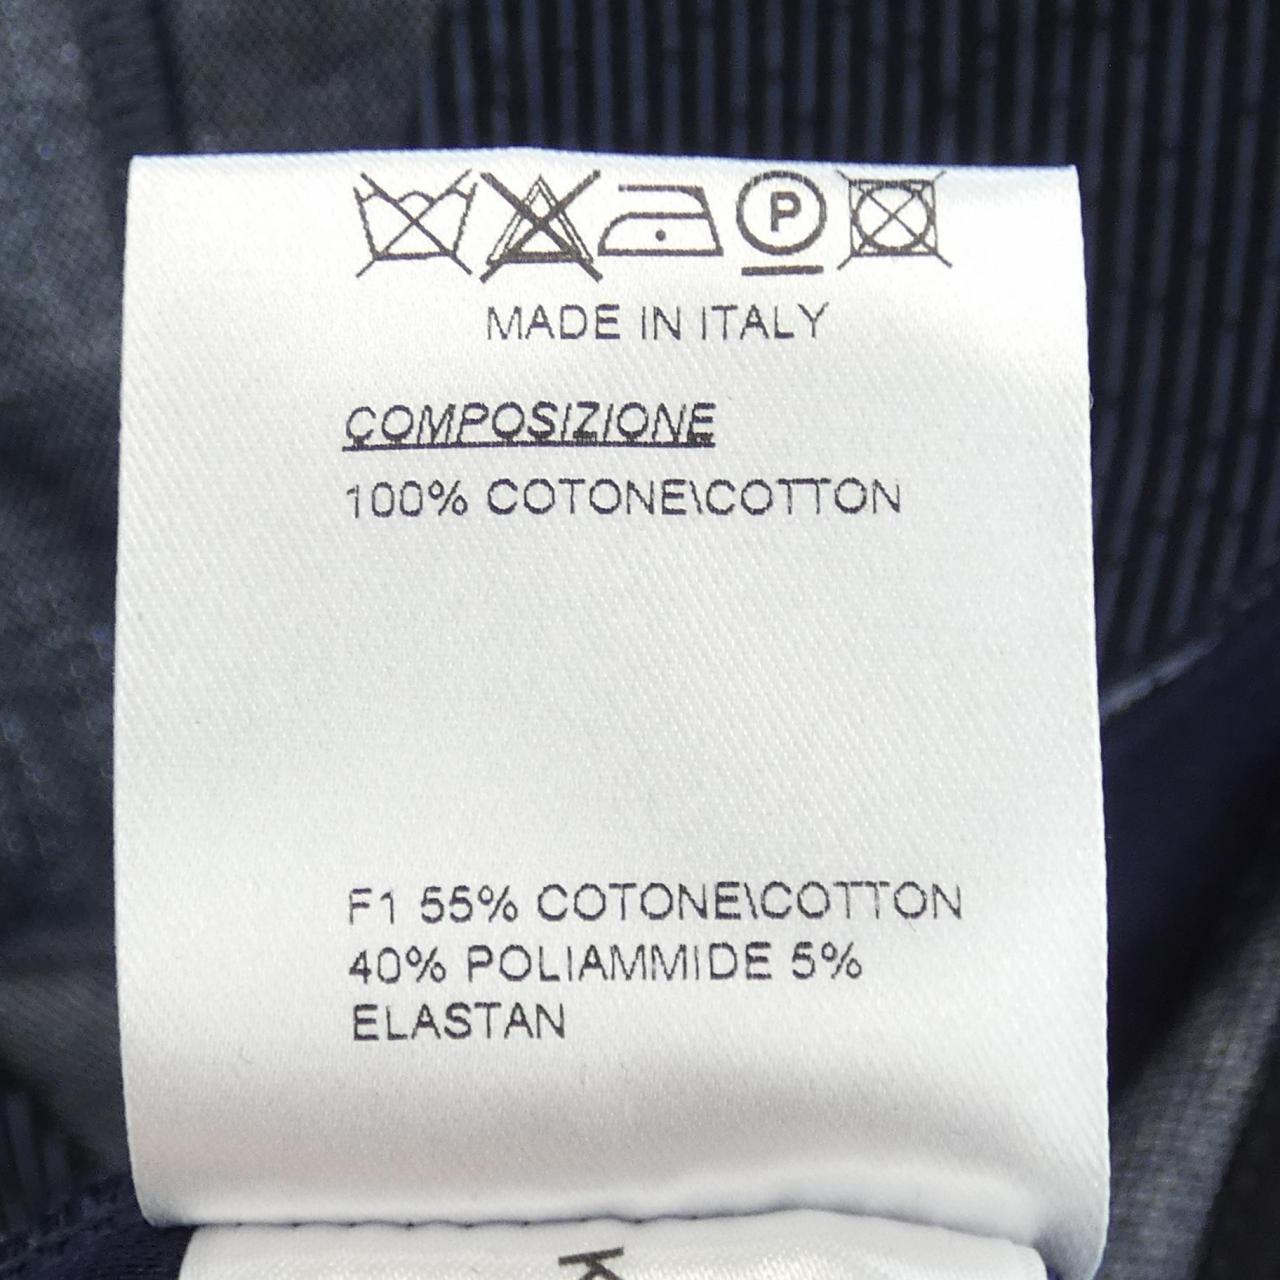 P
MADE IN ITALY
COMPOSIZIONE
100% COTONE\COTTON
F1 55% COTONE\COTTON
40% POLIAMMIDE 5%
ELASTAN
K